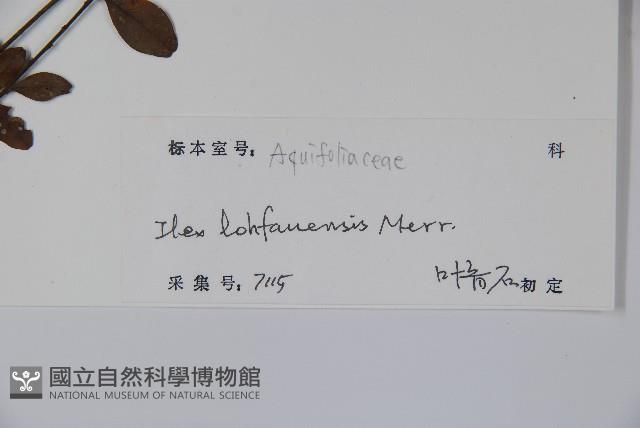 标本室号: Aquifoliaceae 科
Ilex lohfauensis Merr.
采集号: 7115 叶育石初定
國立自然科學博物館
NATIONAL MUSEUM OF NATURAL SCIENCE